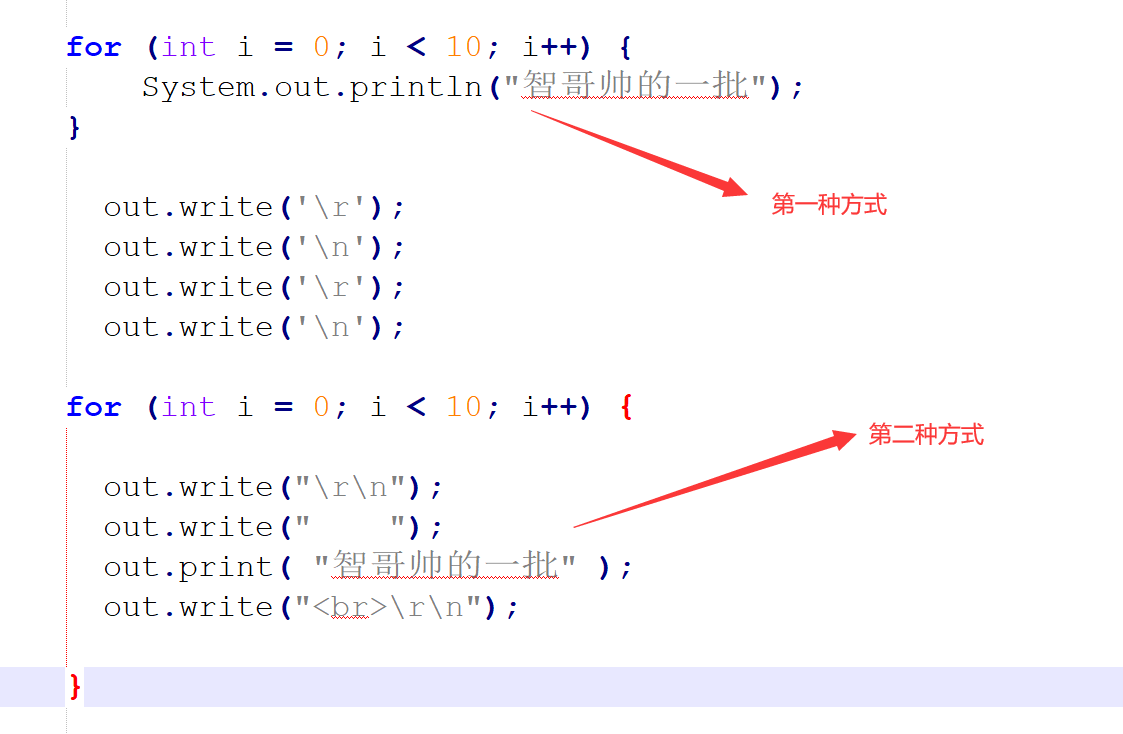 for (int i = 0; i < 10; i++) {
System.out.println("智哥帅的一批");
}
第一种方式
out.write('\r');
out.write('\n');
out.write('\r');
out.write('\n');
for (int i = 0; i < 10; i++) {
第二种方式
out.write("\r\n");
out.write("    ");
out.print( "智哥帅的一批" );
out.write("<br>\r\n");
}